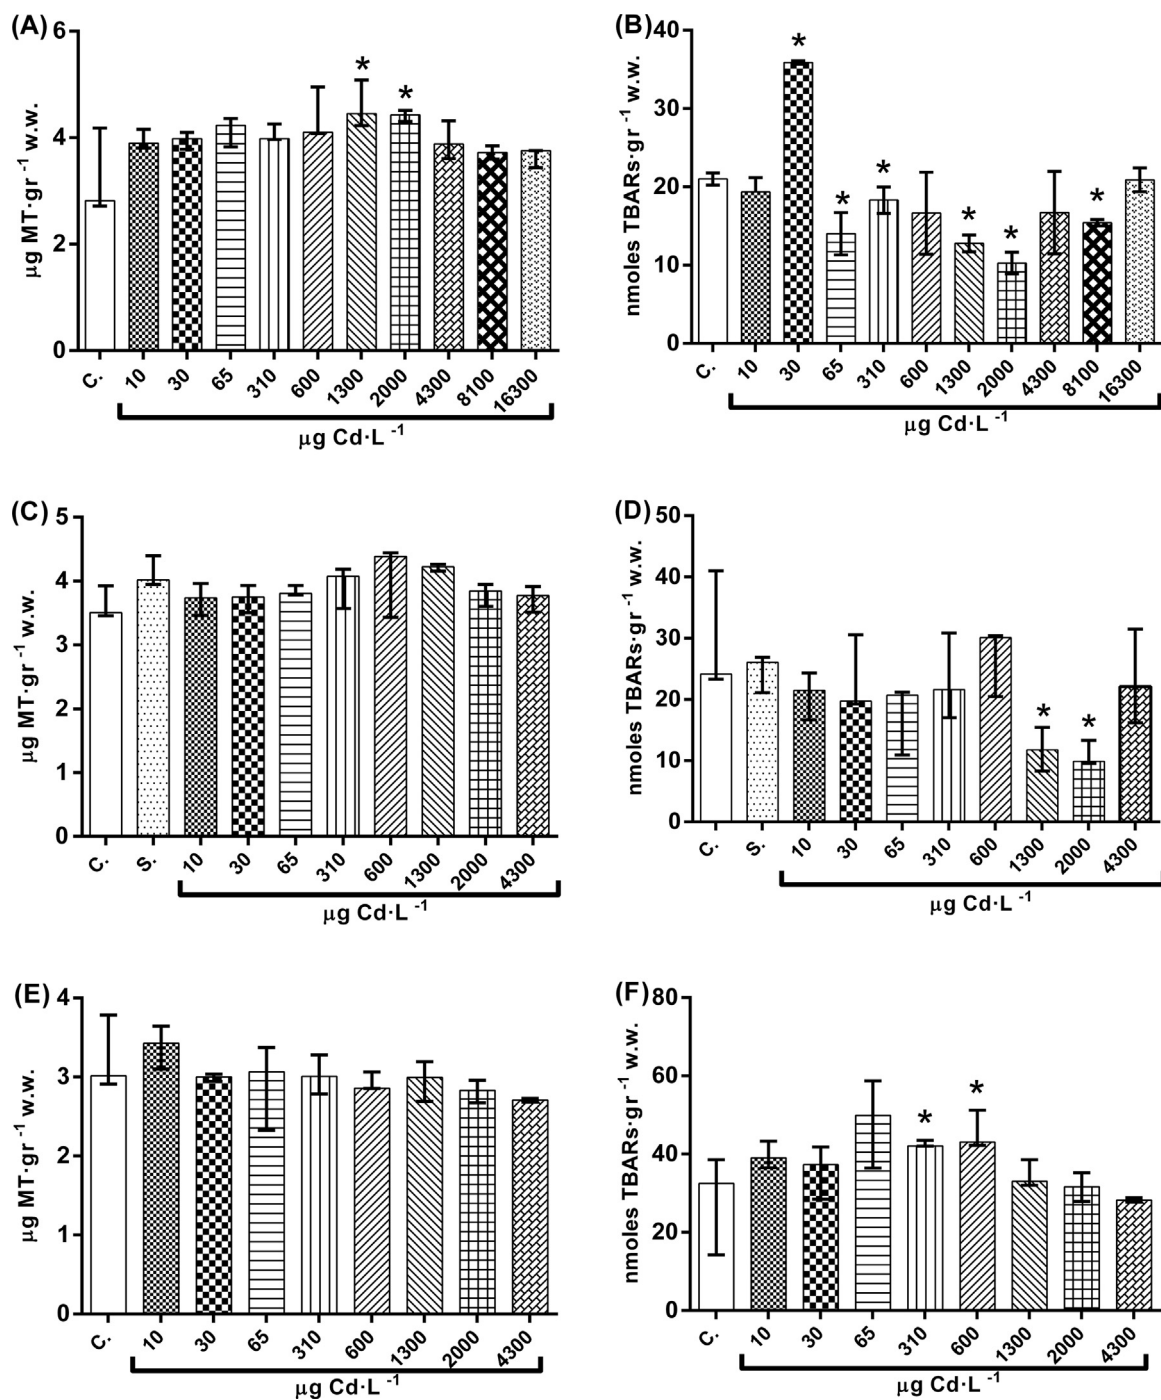 (A)
6
4
2
0
μg MT·gr ⁻¹ w.w.
* *
C. 10 30 65 310 600 1300 2000 4300 8100 16300
μg Cd·L ⁻¹
(B)
40
30
20
10
0
nmoles TBARs·gr ⁻¹ w.w.
* * * * * *
C. 10 30 65 310 600 1300 2000 4300 8100 16300
μg Cd·L ⁻¹
(C)
5
4
3
2
1
0
μg MT·gr ⁻¹ w.w.
C. S. 10 30 65 310 600 1300 2000 4300
μg Cd·L ⁻¹
(D)
50
40
30
20
10
0
nmoles TBARs·gr ⁻¹ w.w.
* *
C. S. 10 30 65 310 600 1300 2000 4300
μg Cd·L ⁻¹
(E)
4
3
2
1
0
μg MT·gr ⁻¹ w.w.
C. 10 30 65 310 600 1300 2000 4300
μg Cd·L ⁻¹
(F)
80
60
40
20
0
nmoles TBARs·gr ⁻¹ w.w.
* *
C. 10 30 65 310 600 1300 2000 4300
μg Cd·L ⁻¹